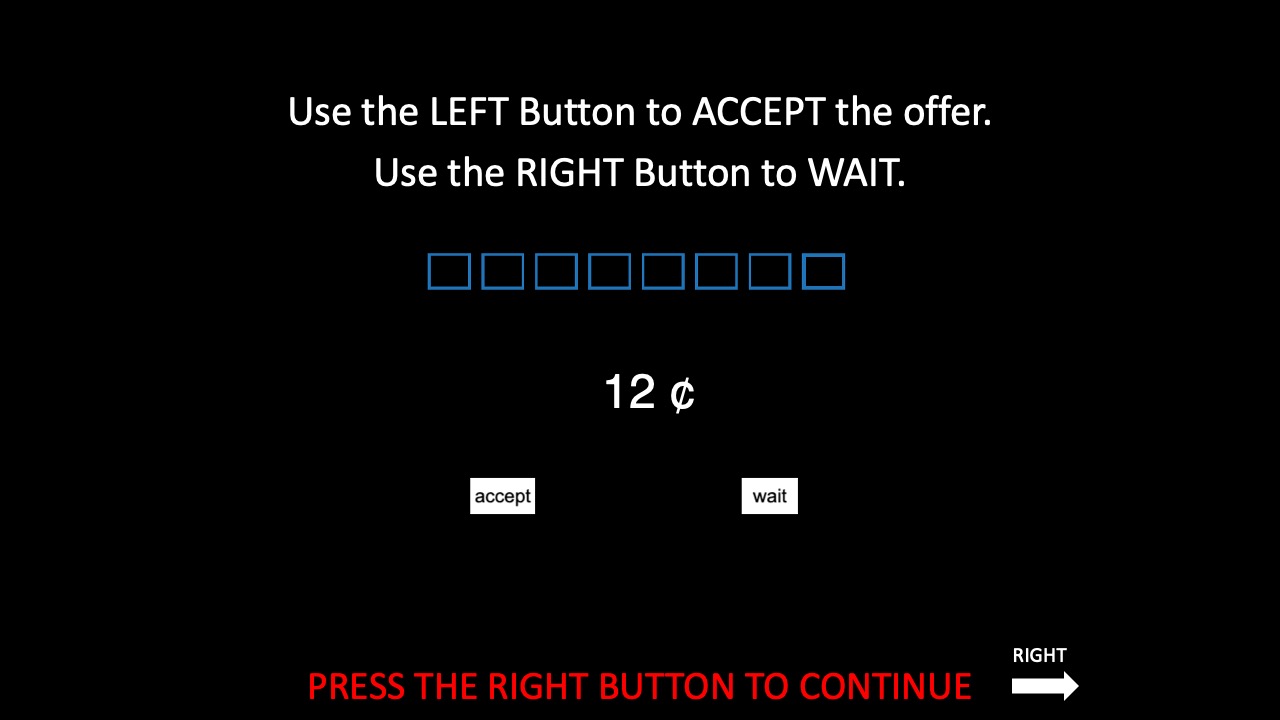 Use the LEFT Button to ACCEPT the offer.
Use the RIGHT Button to WAIT.
12 ¢
accept wait
RIGHT
PRESS THE RIGHT BUTTON TO CONTINUE